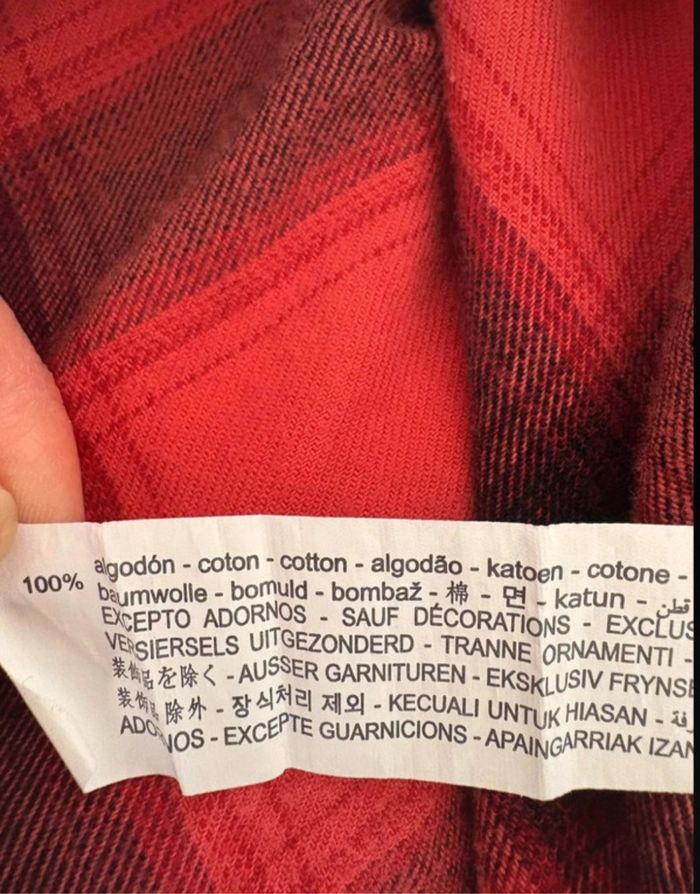 100% algodón - coton - cotton - algodão - katoen - cotone -
baumwolle - bomuld - bombaž - 棉 - 면 - katun - قطن
EXCEPTO ADORNOS - SAUF DÉCORATIONS - EXCLUS
VERSIERSELS UITGEZONDERD - TRANNE ORNAMENTI -
装飾品を除く - AUSSER GARNITUREN - EKSKLUSIV FRYNSE
装飾品 除外 - 장식처리 제외 - KECUALI UNTUK HIASAN -
ADORNOS - EXCEPTE GUARNICIONS - APAINGARRIAK IZAN